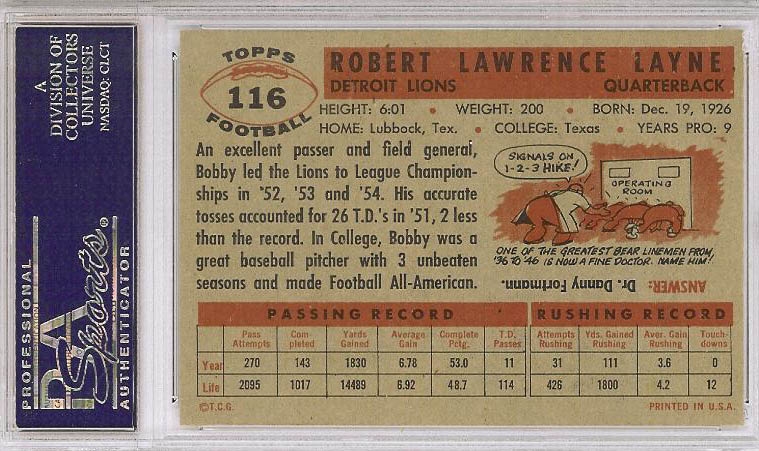 A
DIVISION OF
COLLECTORS
UNIVERSE
NASDAQ: CLCT
PROFESSIONAL
PSA
Sports®
AUTHENTICATOR
TOPPS
116
FOOTBALL
ROBERT LAWRENCE LAYNE
DETROIT LIONS QUARTERBACK
HEIGHT: 6:01 • WEIGHT: 200 • BORN: Dec. 19, 1926
HOME: Lubbock, Tex. • COLLEGE: Texas • YEARS PRO: 9
An excellent passer and field general,
Bobby led the Lions to League Champion-
ships in '52, '53 and '54. His accurate
tosses accounted for 26 T.D.'s in '51, 2 less
than the record. In College, Bobby was a
great baseball pitcher with 3 unbeaten
seasons and made Football All-American.
SIGNALS ON
1-2-3 HIKE!
OPERATING
ROOM
ONE OF THE GREATEST BEAR LINEMEN FROM
'36 TO '46 IS NOW A FINE DOCTOR. NAME HIM!
ANSWER: Dr. Danny Fortmann.
PASSING RECORD RUSHING RECORD
Pass Attempts Com- pleted Yards Gained Average Gain Complete Pctg. T.D. Passes Attempts Rushing Yds. Gained Rushing Aver. Gain Rushing Touch- downs
Year 270 143 1830 6.78 53.0 11 31 111 3.6 0
Life 2095 1017 14489 6.92 48.7 114 426 1800 4.2 12
©T.C.G. PRINTED IN U.S.A.